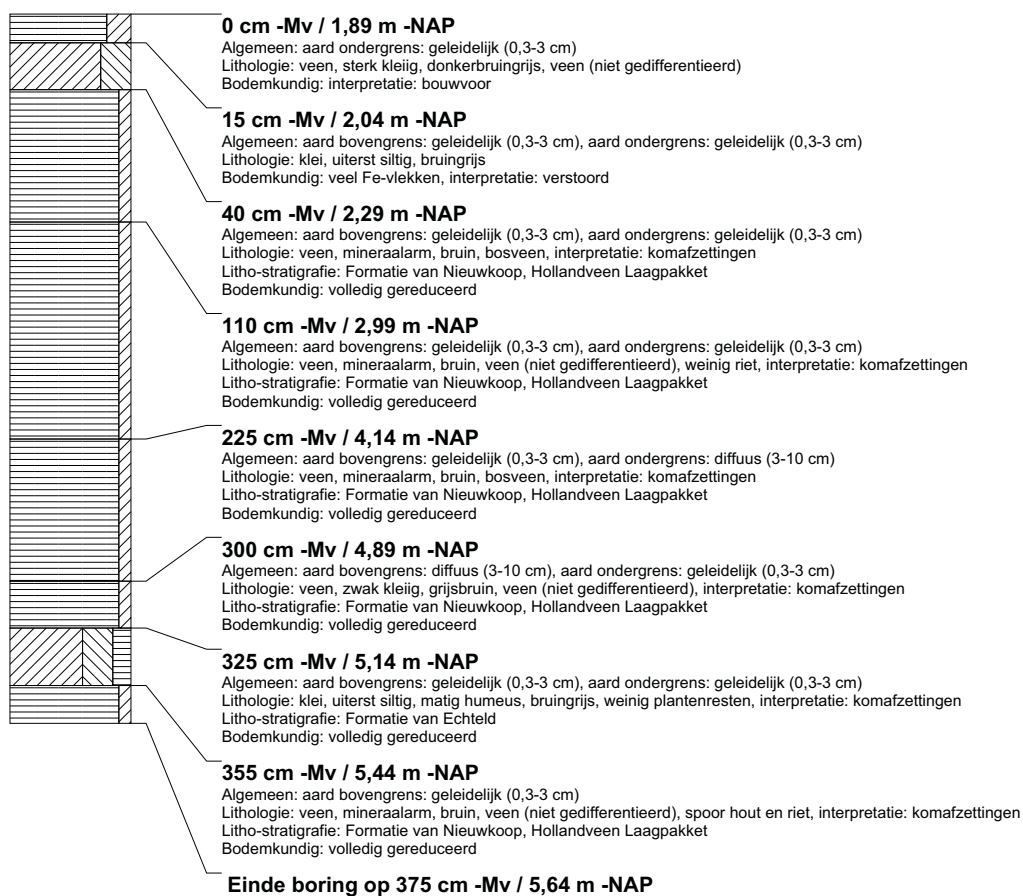 0 cm -Mv / 1,89 m -NAP
Algemeen: aard ondergrens: geleidelijk (0,3-3 cm)
Lithologie: veen, sterk kleiig, donkerbruingrijs, veen (niet gedifferentieerd)
Bodemkundig: interpretatie: bouwvoor
15 cm -Mv / 2,04 m -NAP
Algemeen: aard bovengrens: geleidelijk (0,3-3 cm), aard ondergrens: geleidelijk (0,3-3 cm)
Lithologie: klei, uiterst siltig, bruingrijs
Bodemkundig: veel Fe-vlekken, interpretatie: verstoord
40 cm -Mv / 2,29 m -NAP
Algemeen: aard bovengrens: geleidelijk (0,3-3 cm), aard ondergrens: geleidelijk (0,3-3 cm)
Lithologie: veen, mineraalarm, bruin, bosveen, interpretatie: komafzettingen
Litho-stratigrafie: Formatie van Nieuwkoop, Hollandveen Laagpakket
Bodemkundig: volledig gereduceerd
110 cm -Mv / 2,99 m -NAP
Algemeen: aard bovengrens: geleidelijk (0,3-3 cm), aard ondergrens: geleidelijk (0,3-3 cm)
Lithologie: veen, mineraalarm, bruin, veen (niet gedifferentieerd), weinig riet, interpretatie: komafzettingen
Litho-stratigrafie: Formatie van Nieuwkoop, Hollandveen Laagpakket
Bodemkundig: volledig gereduceerd
225 cm -Mv / 4,14 m -NAP
Algemeen: aard bovengrens: geleidelijk (0,3-3 cm), aard ondergrens: diffuus (3-10 cm)
Lithologie: veen, mineraalarm, bruin, bosveen, interpretatie: komafzettingen
Litho-stratigrafie: Formatie van Nieuwkoop, Hollandveen Laagpakket
Bodemkundig: volledig gereduceerd
300 cm -Mv / 4,89 m -NAP
Algemeen: aard bovengrens: diffuus (3-10 cm), aard ondergrens: geleidelijk (0,3-3 cm)
Lithologie: veen, zwak kleiig, grijsbruin, veen (niet gedifferentieerd), interpretatie: komafzettingen
Litho-stratigrafie: Formatie van Nieuwkoop, Hollandveen Laagpakket
Bodemkundig: volledig gereduceerd
325 cm -Mv / 5,14 m -NAP
Algemeen: aard bovengrens: geleidelijk (0,3-3 cm), aard ondergrens: geleidelijk (0,3-3 cm)
Lithologie: klei, uiterst siltig, matig humeus, bruingrijs, weinig plantenresten, interpretatie: komafzettingen
Litho-stratigrafie: Formatie van Echteld
Bodemkundig: volledig gereduceerd
355 cm -Mv / 5,44 m -NAP
Algemeen: aard bovengrens: geleidelijk (0,3-3 cm)
Lithologie: veen, mineraalarm, bruin, veen (niet gedifferentieerd), spoor hout en riet, interpretatie: komafzettingen
Litho-stratigrafie: Formatie van Nieuwkoop, Hollandveen Laagpakket
Bodemkundig: volledig gereduceerd
Einde boring op 375 cm -Mv / 5,64 m -NAP